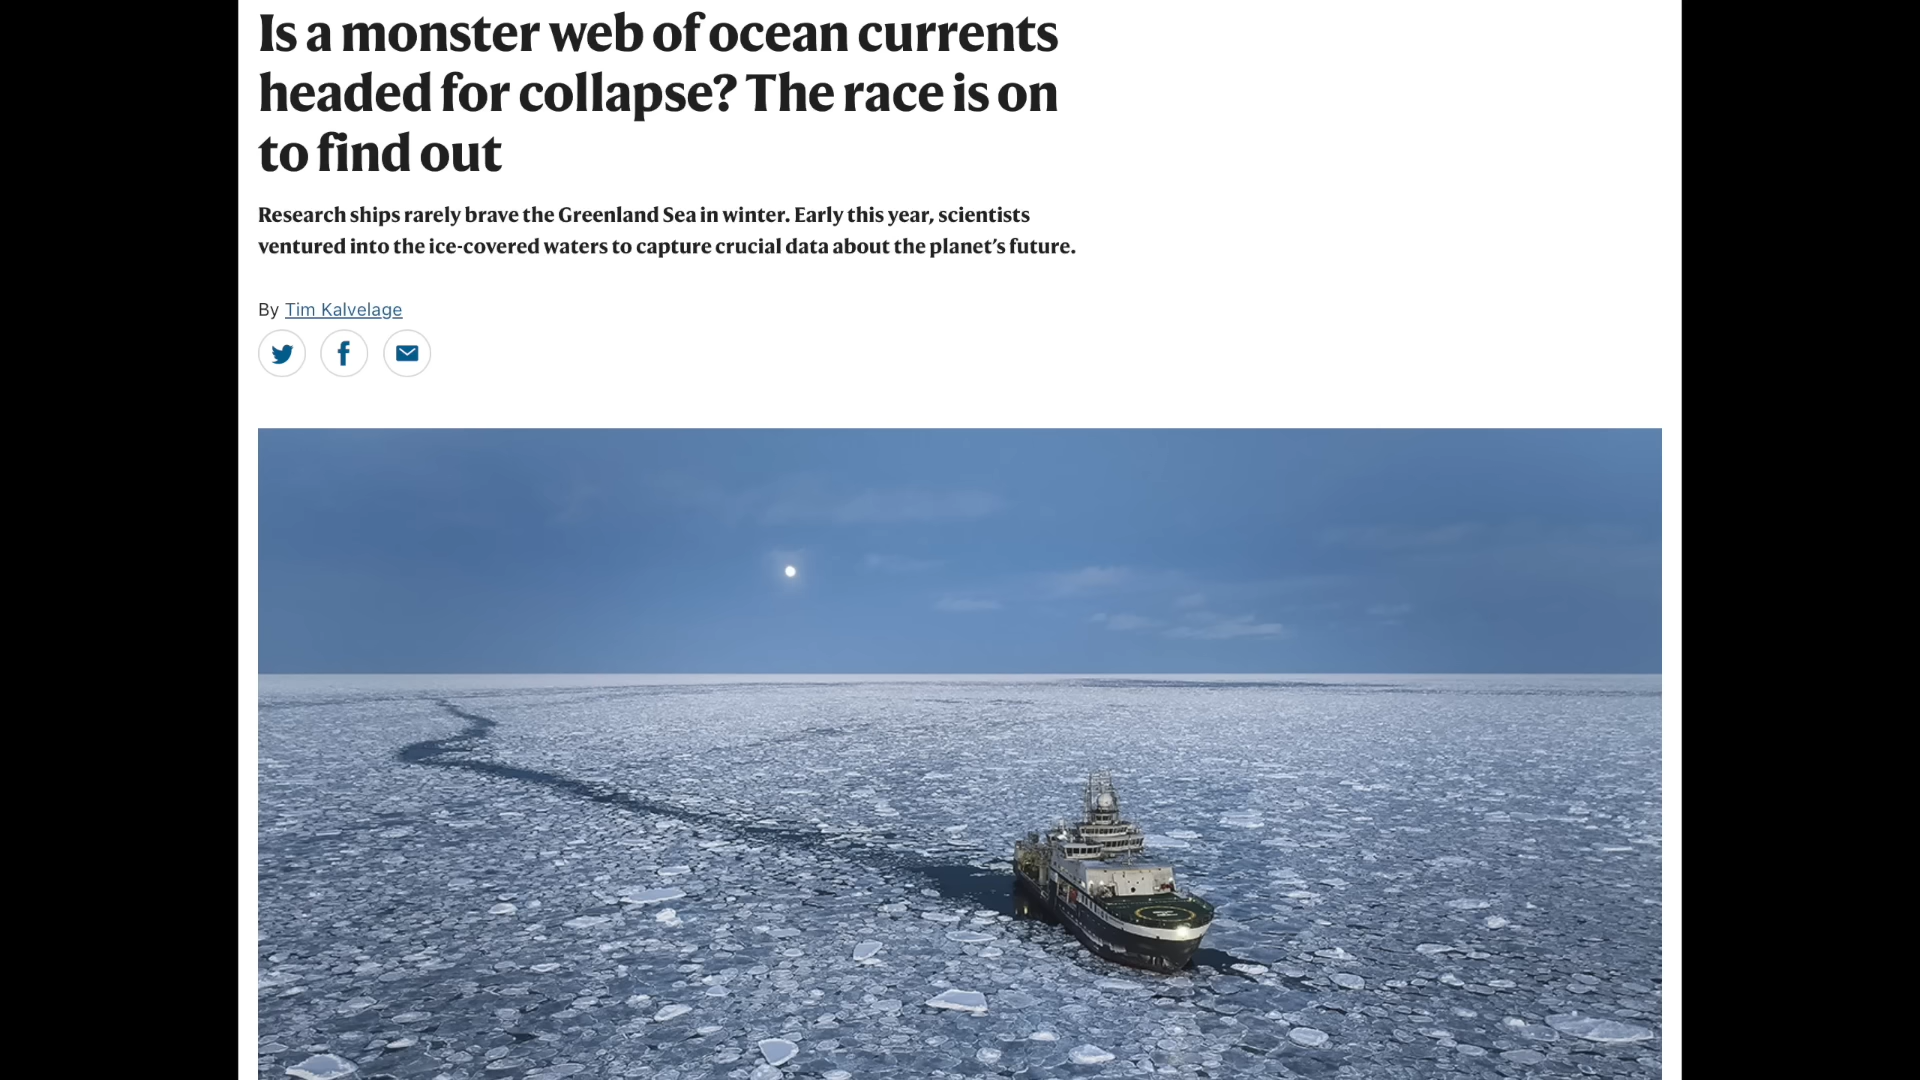 Is a monster web of ocean currents
headed for collapse? The race is on
to find out
Research ships rarely brave the Greenland Sea in winter. Early this year, scientists
ventured into the ice-covered waters to capture crucial data about the planet’s future.
By Tim Kalvelage